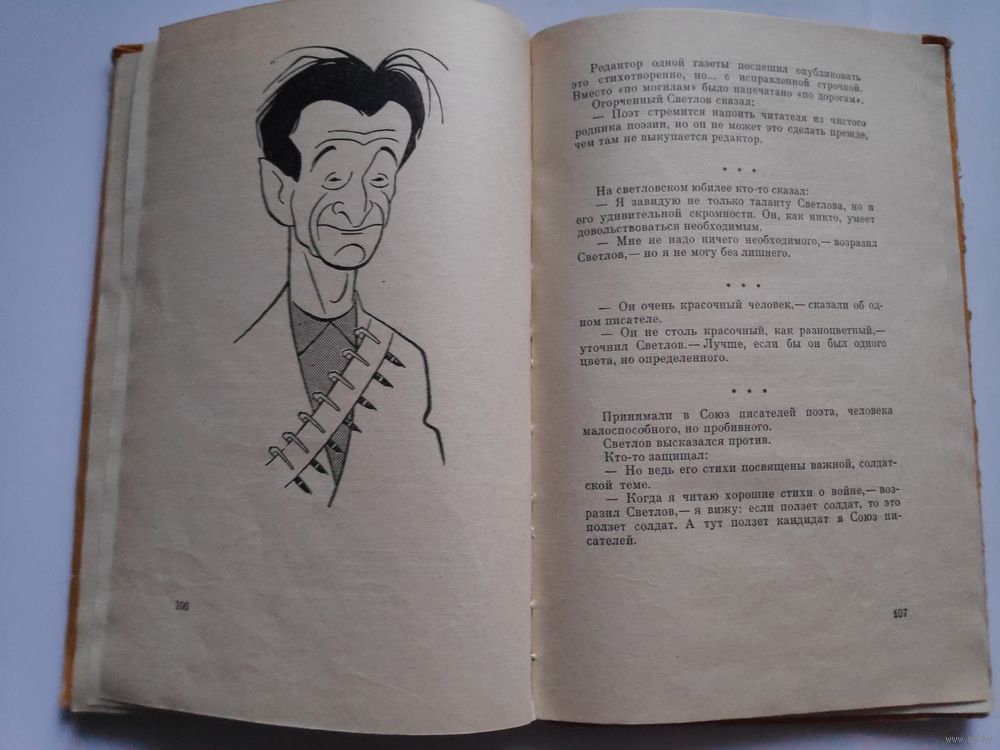 106
Редактор одной газеты поспешил опубликовать
это стихотворение, но... с исправленной строчкой.
Вместо «по могилам» было напечатано «по дорогам».
Огорченный Светлов сказал:
— Поэт стремится напоить читателя из чистого
родника поэзии, но он не может это сделать прежде,
чем там не выкупается редактор.
* * *
На светловском юбилее кто-то сказал:
— Я завидую не только таланту Светлова, но и
его удивительной скромности. Он, как никто, умеет
довольствоваться необходимым.
— Мне не надо ничего необходимого,— возразил
Светлов,— но я не могу без лишнего.
* * *
— Он очень красочный человек,— сказали об од-
ном писателе.
— Он не столь красочный, как разноцветный,—
уточнил Светлов.— Лучше, если бы он был одного
цвета, но определенного.
* * *
Принимали в Союз писателей поэта, человека
малоспособного, но пробивного.
Светлов высказался против.
Кто-то защищал:
— Но ведь его стихи посвящены важной, солдат-
ской теме.
— Когда я читаю хорошие стихи о войне,— воз-
разил Светлов,— я вижу: если ползет солдат, то это
ползет солдат. А тут ползет кандидат в Союз пи-
сателей.
107